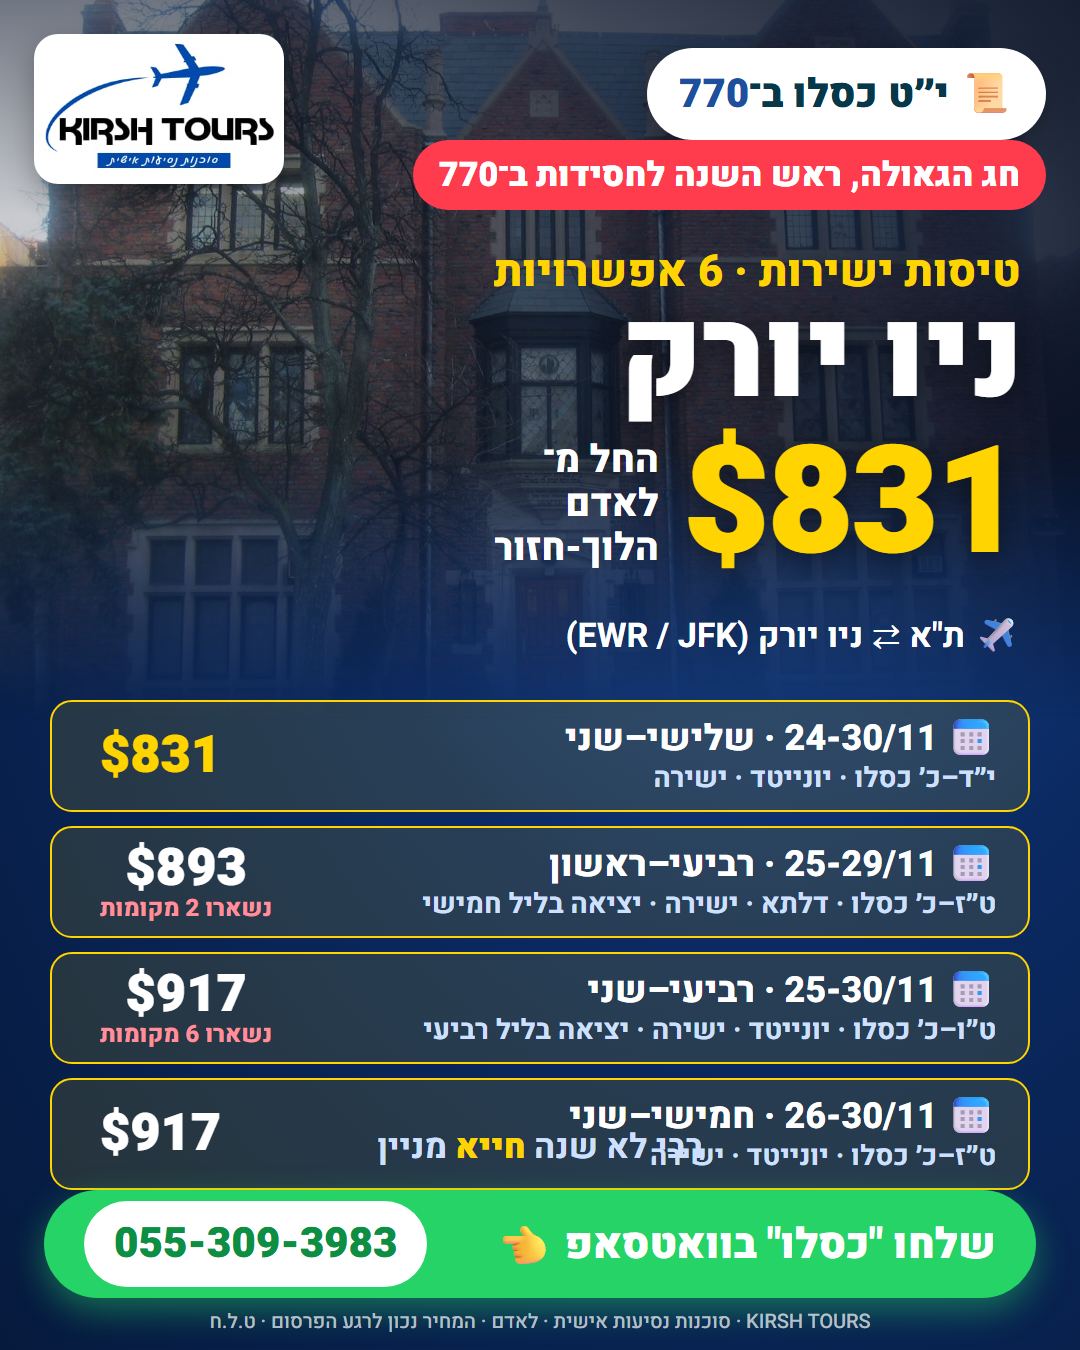 KIRSH TOURS
סוכנות נסיעות אישית
י״ט כסלו ב־770
חג הגאולה, ראש השנה לחסידות ב־770
טיסות ישירות · 6 אפשרויות
ניו יורק
$831
החל מ־
לאדם
הלוך-חזור
ת"א ⇄ ניו יורק (EWR / JFK)
24-30/11 · שלישי–שני
י״ד–כ׳ כסלו · יונייטד · ישירה
$831
25-29/11 · רביעי–ראשון
ט״ז–כ׳ כסלו · דלתא · ישירה · יציאה בליל חמישי
$893
נשארו 2 מקומות
25-30/11 · רביעי–שני
ט״ו–כ׳ כסלו · יונייטד · ישירה · יציאה בליל רביעי
$917
נשארו 6 מקומות
26-30/11 · חמישי–שני
ט״ז–כ׳ כסלו · יונייטד · ישירה
$917
לא שנה חייא מניין
שלחו "כסלו" בוואטסאפ
055-309-3983
KIRSH TOURS · סוכנות נסיעות אישית · לאדם · המחיר נכון לרגע הפרסום · ט.ל.ח